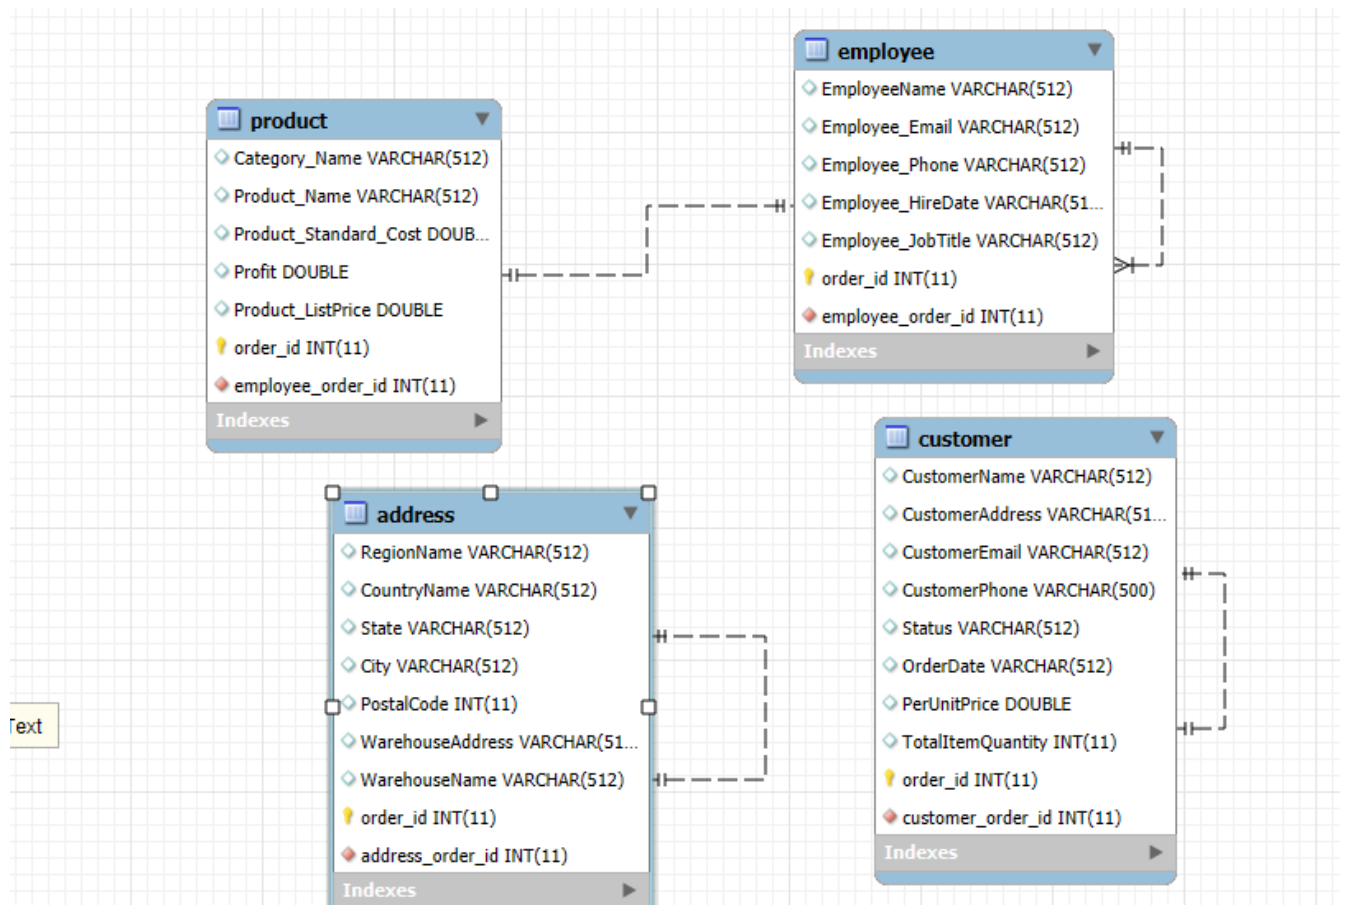 employee
EmployeeName VARCHAR(512)
Employee_Email VARCHAR(512)
Employee_Phone VARCHAR(512)
Employee_HireDate VARCHAR(51...
Employee_JobTitle VARCHAR(512)
order_id INT(11)
employee_order_id INT(11)
Indexes
product
Category_Name VARCHAR(512)
Product_Name VARCHAR(512)
Product_Standard_Cost DOUB...
Profit DOUBLE
Product_ListPrice DOUBLE
order_id INT(11)
employee_order_id INT(11)
Indexes
customer
CustomerName VARCHAR(512)
CustomerAddress VARCHAR(51...
CustomerEmail VARCHAR(512)
CustomerPhone VARCHAR(500)
Status VARCHAR(512)
OrderDate VARCHAR(512)
PerUnitPrice DOUBLE
TotalItemQuantity INT(11)
order_id INT(11)
customer_order_id INT(11)
Indexes
address
RegionName VARCHAR(512)
CountryName VARCHAR(512)
State VARCHAR(512)
City VARCHAR(512)
PostalCode INT(11)
WarehouseAddress VARCHAR(51...
WarehouseName VARCHAR(512)
order_id INT(11)
address_order_id INT(11)
Indexes
Text